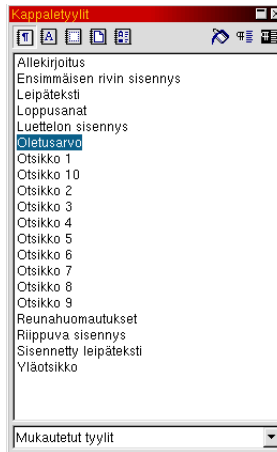 Kappaletyylit
Allekirjoitus
Ensimmäisen rivin sisennys
Leipäteksti
Loppusanat
Luettelon sisennys
Oletusarvo
Otsikko 1
Otsikko 10
Otsikko 2
Otsikko 3
Otsikko 4
Otsikko 5
Otsikko 6
Otsikko 7
Otsikko 8
Otsikko 9
Reunahuomautukset
Riippuva sisennys
Sisennetty leipäteksti
Yläotsikko
Mukautetut tyylit